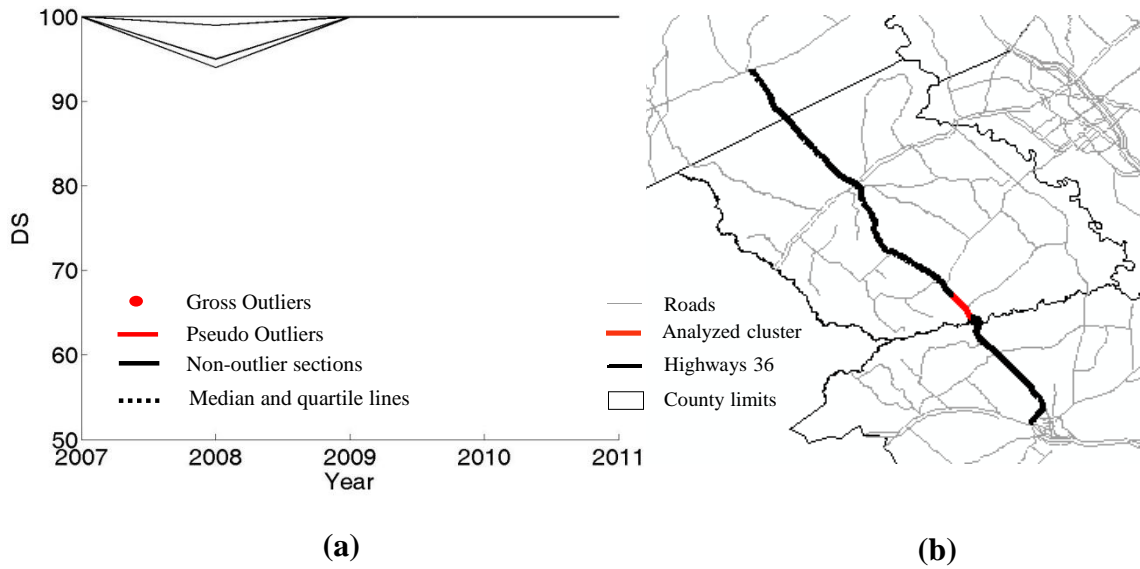 100
90
80
70
60
50
DS
2007
2008
2009
2010
2011
Year
Gross Outliers
Pseudo Outliers
Non-outlier sections
Median and quartile lines
(a)
Roads
Analyzed cluster
Highways 36
County limits
(b)